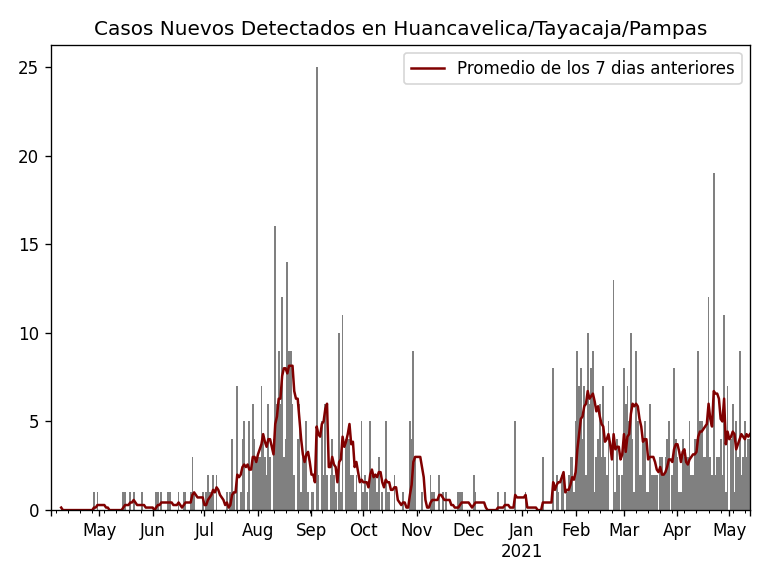 Casos Nuevos Detectados en Huancavelica/Tayacaja/Pampas
Promedio de los 7 dias anteriores
25
20
15
10
5
0
May Jun Jul Aug Sep Oct Nov Dec Jan Feb Mar Apr May
2021